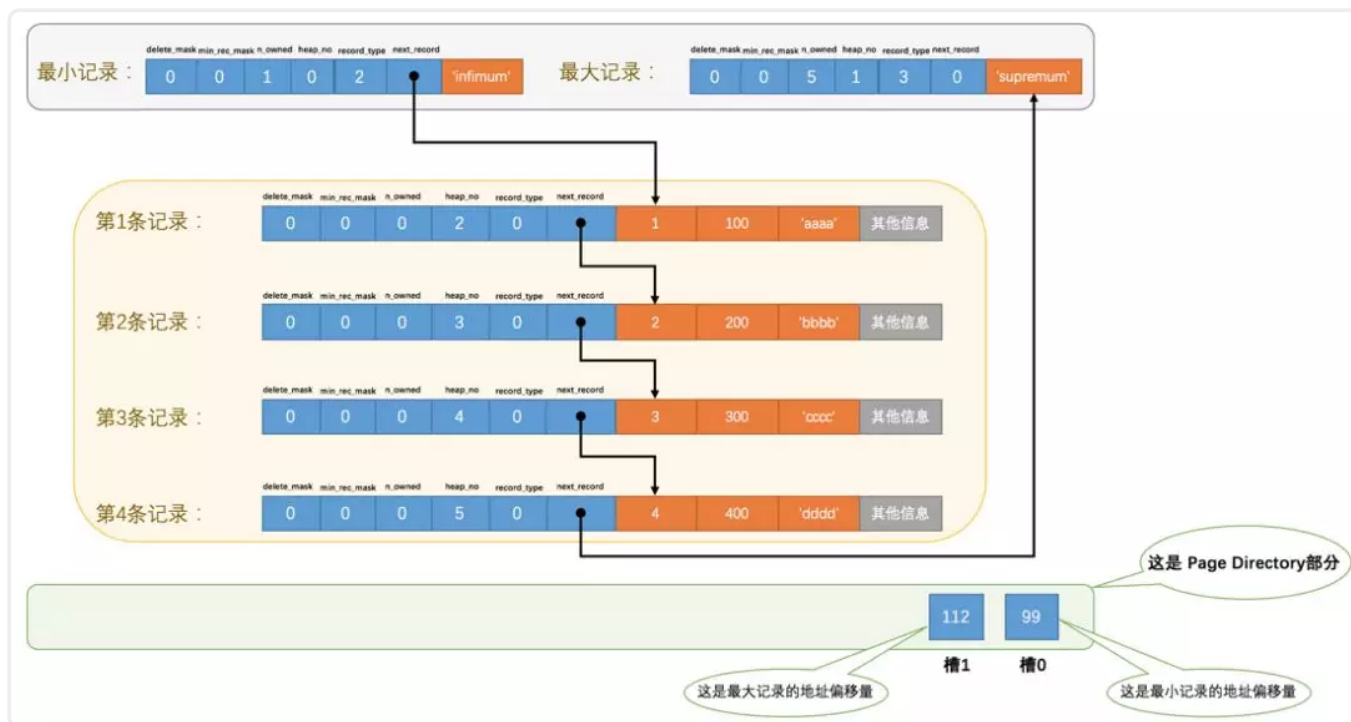 delete_mask min_rec_mask n_owned heap_no record_type next_record
最小记录： 0 0 1 0 2 'infimum'
delete_mask min_rec_mask n_owned heap_no record_type next_record
最大记录： 0 0 5 1 3 0 'supremum'
delete_mask min_rec_mask n_owned heap_no record_type next_record
第1条记录： 0 0 0 2 0 1 100 'aaaa' 其他信息
delete_mask min_rec_mask n_owned heap_no record_type next_record
第2条记录： 0 0 0 3 0 2 200 'bbbb' 其他信息
delete_mask min_rec_mask n_owned heap_no record_type next_record
第3条记录： 0 0 0 4 0 3 300 'cccc' 其他信息
delete_mask min_rec_mask n_owned heap_no record_type next_record
第4条记录： 0 0 0 5 0 4 400 'dddd' 其他信息
这是 Page Directory部分
112 99
槽1 槽0
这是最大记录的地址偏移量
这是最小记录的地址偏移量